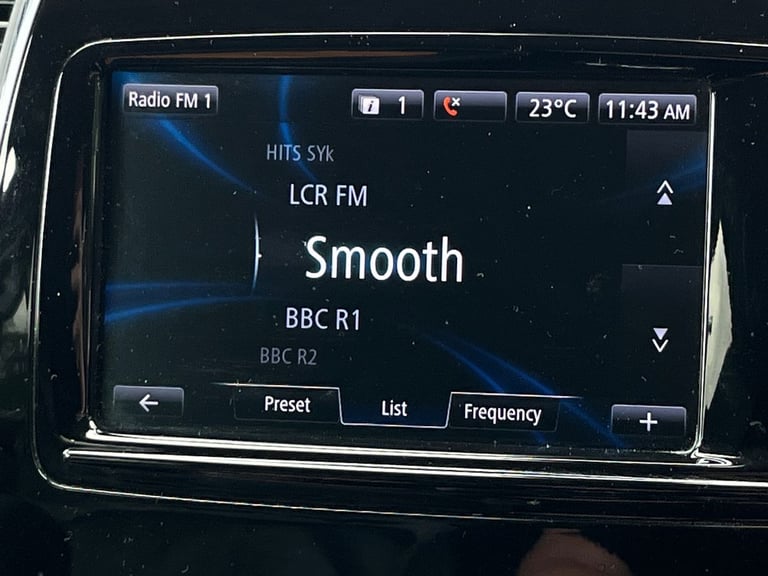 Radio FM 1
1
23°C
11:43 AM
HITS SYk
LCR FM
Smooth
BBC R1
BBC R2
Preset
List
Frequency